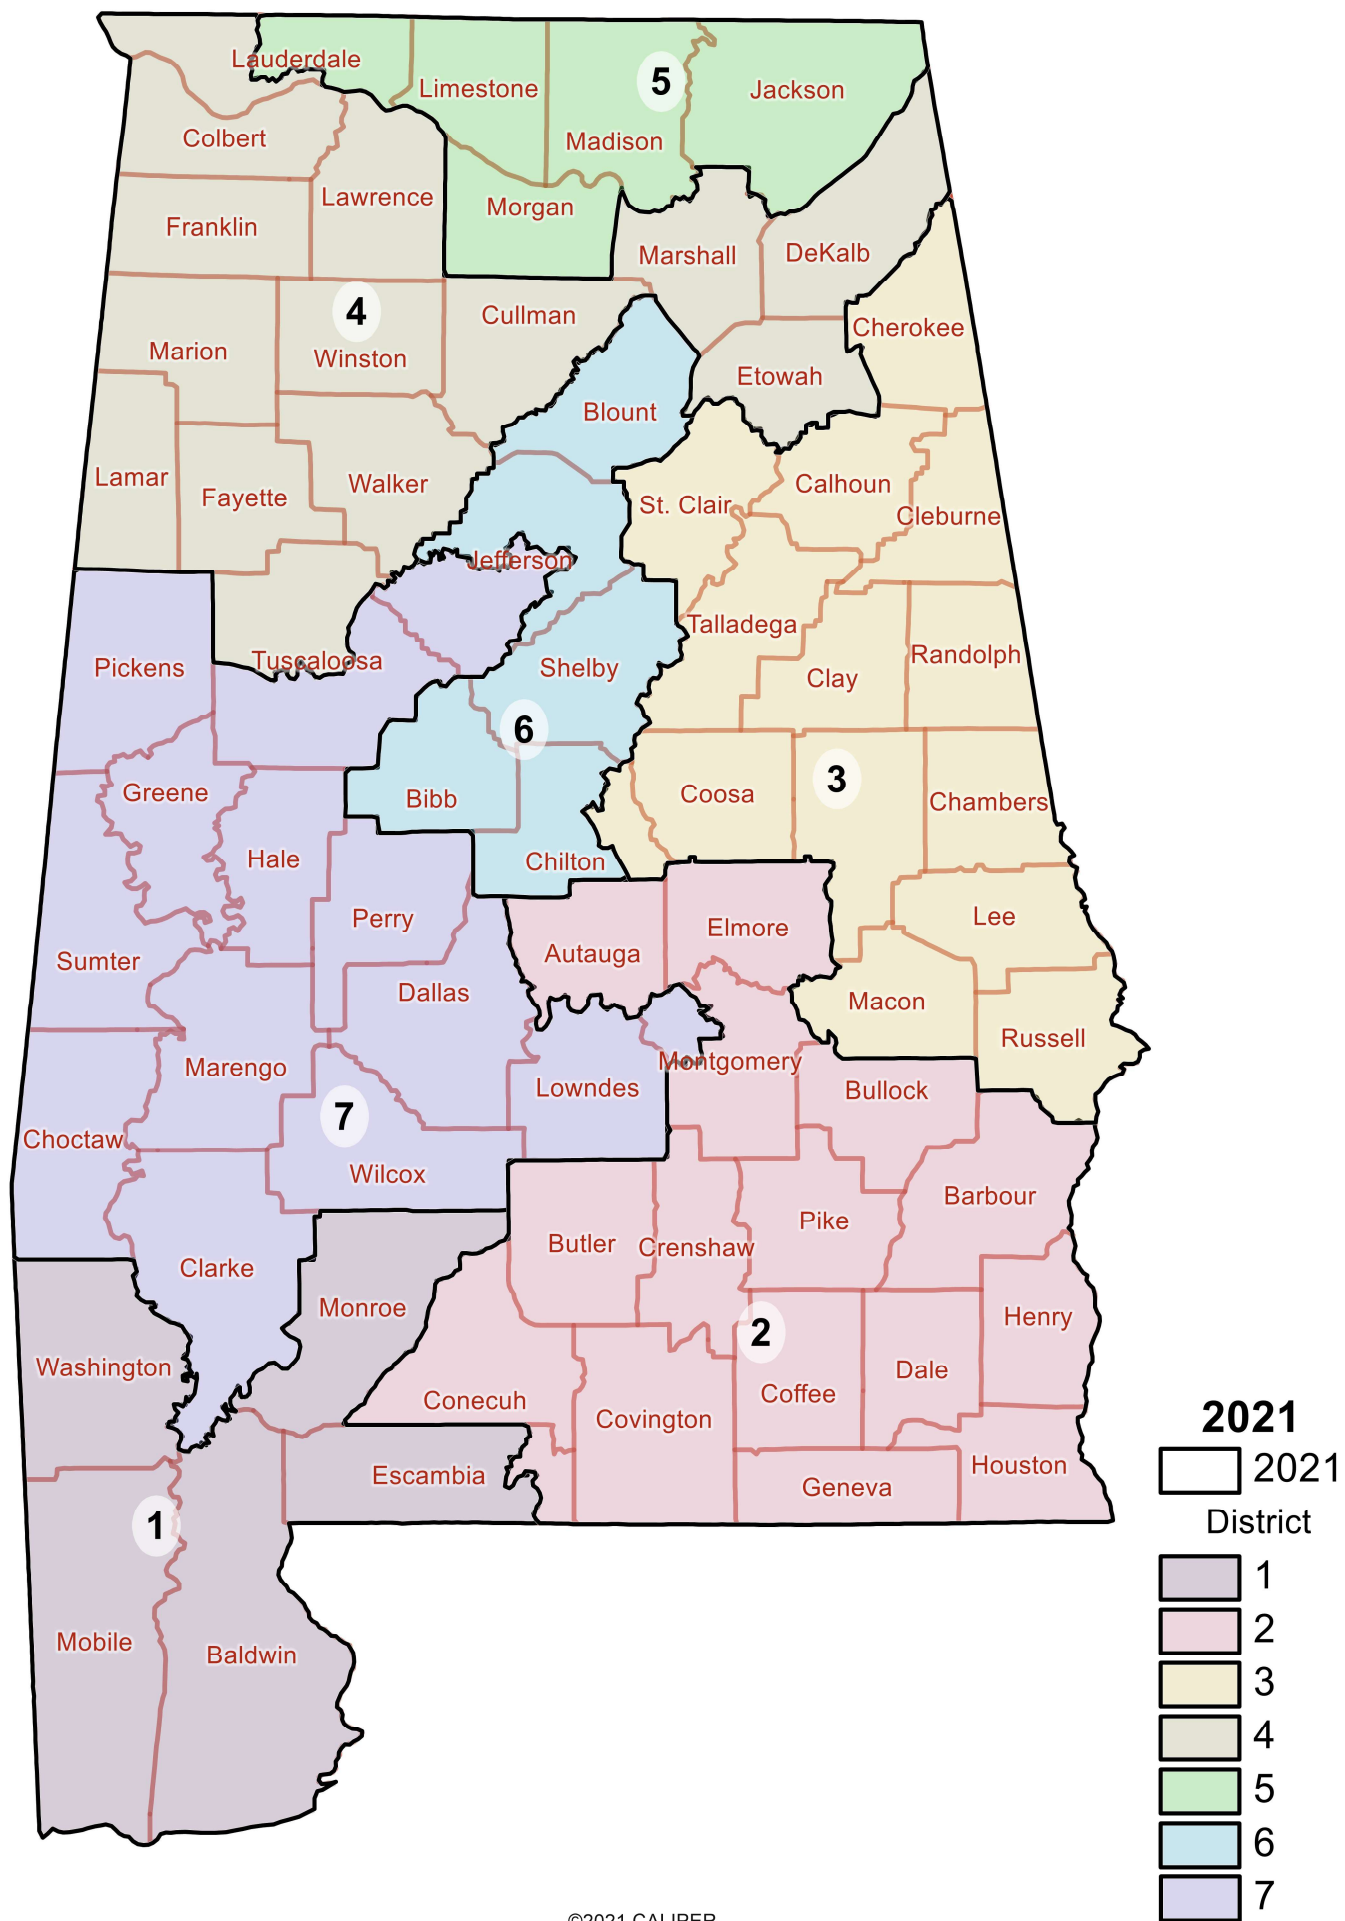 Lauderdale
Limestone
5
Jackson
Madison
Colbert
Lawrence
Morgan
Franklin
Marshall
DeKalb
4
Cullman
Cherokee
Marion
Winston
Etowah
Blount
Lamar
Fayette
Walker
Calhoun
St. Clair
Cleburne
Jefferson
Talladega
Pickens
Tuscaloosa
Shelby
Randolph
Clay
6
3
Greene
Bibb
Coosa
Chambers
Hale
Chilton
Perry
Elmore
Lee
Sumter
Autauga
Dallas
Macon
Russell
Marengo
Montgomery
Lowndes
Bullock
7
Choctaw
Wilcox
Barbour
Pike
Butler
Crenshaw
Clarke
Monroe
Henry
2
Washington
Dale
Coffee
Conecuh
Covington
Escambia
Houston
Geneva
1
Mobile
Baldwin
2021
2021
District
1
2
3
4
5
6
7
©2021 CALIPER